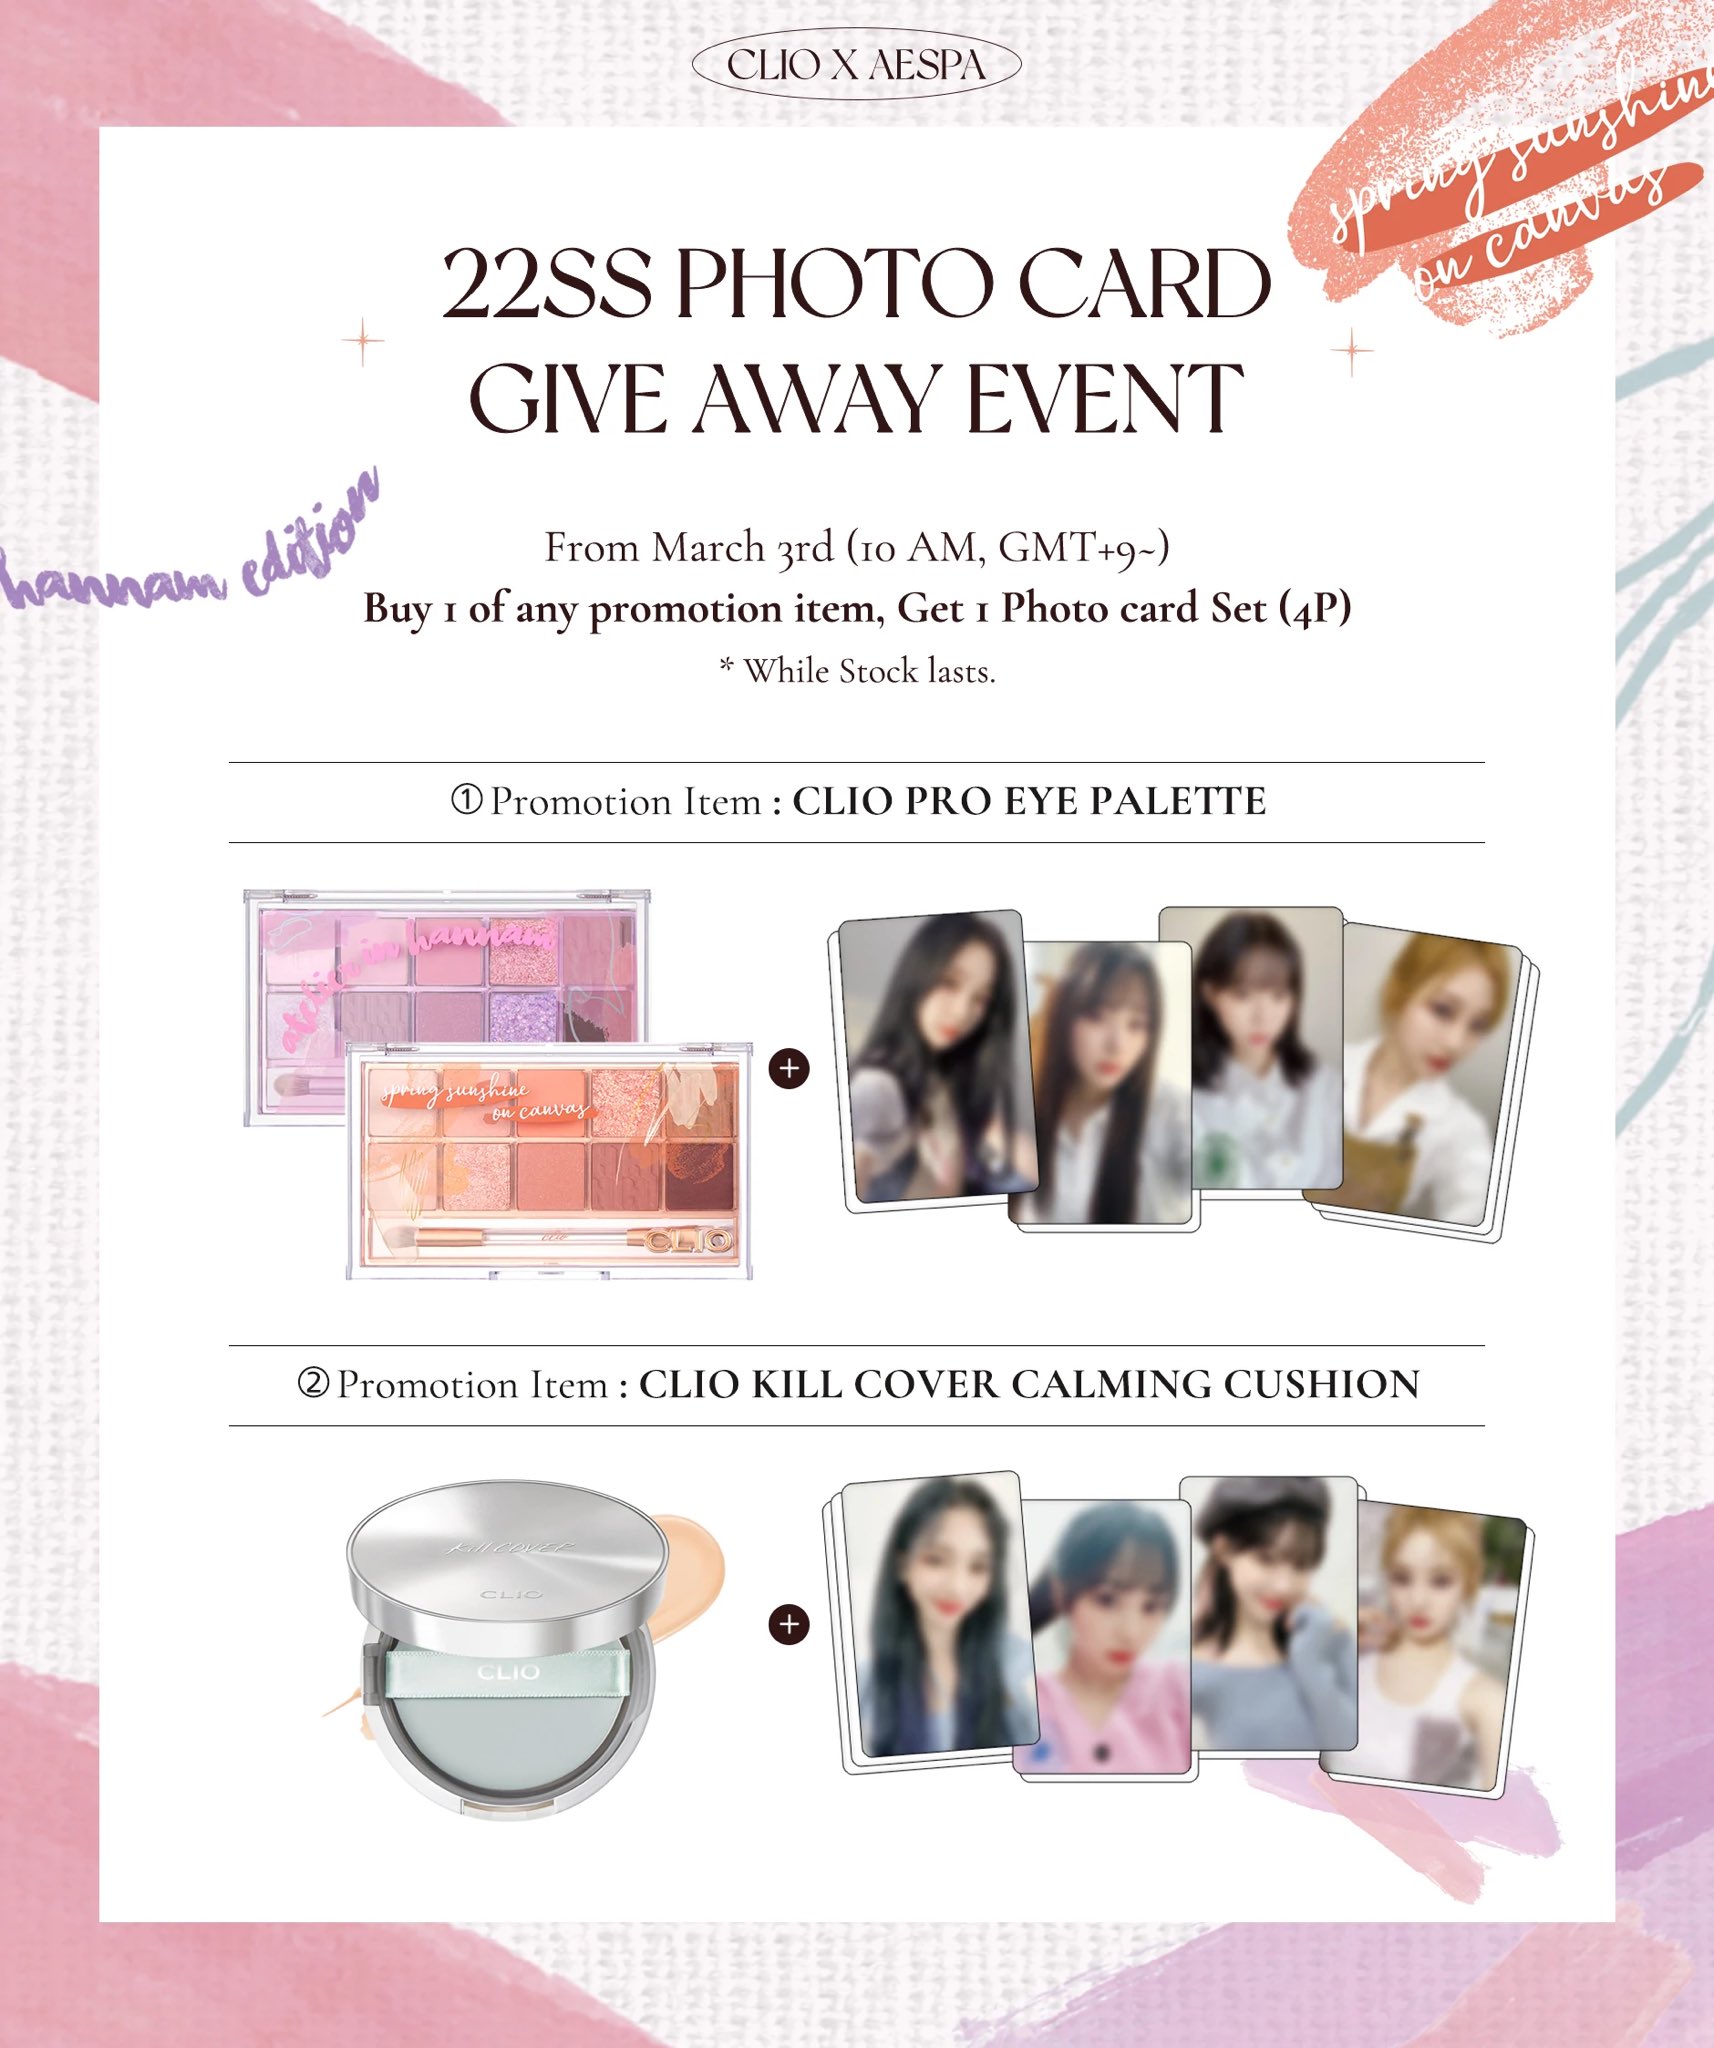 CLIO X AESPA
spring sunshine
on canvas
22SS PHOTO CARD
GIVE AWAY EVENT
hannam edition
From March 3rd (10 AM, GMT+9~)
Buy 1 of any promotion item, Get 1 Photo card Set (4P)
* While Stock lasts.
① Promotion Item : CLIO PRO EYE PALETTE
atelier in hannam
spring sunshine
on canvas
clio
CLIO
+
② Promotion Item : CLIO KILL COVER CALMING CUSHION
Kill COVER
CLIO
CLIO
+